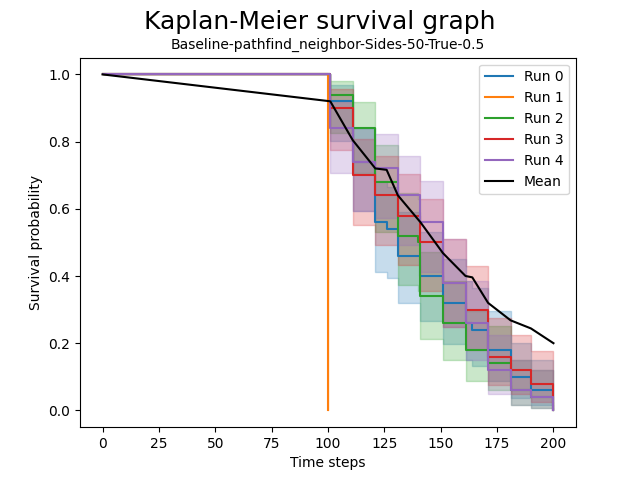 Kaplan-Meier survival graph
Baseline-pathfind_neighbor-Sides-50-True-0.5
Survival probability
1.0
0.8
0.6
0.4
0.2
0.0
Run 0
Run 1
Run 2
Run 3
Run 4
Mean
0 25 50 75 100 125 150 175 200
Time steps